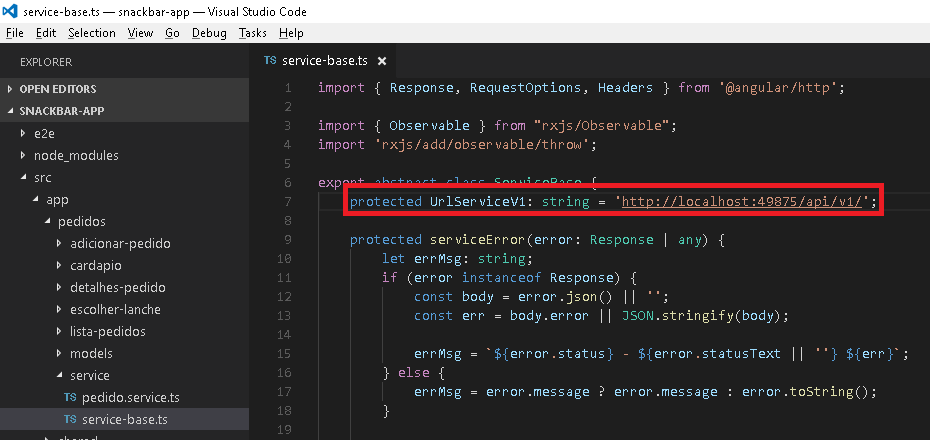 service-base.ts — snackbar-app — Visual Studio Code
File Edit Selection View Go Debug Tasks Help
EXPLORER
OPEN EDITORS
SNACKBAR-APP
e2e
node_modules
src
app
pedidos
adicionar-pedido
cardapio
detalhes-pedido
escolher-lanche
lista-pedidos
models
service
TS pedido.service.ts
TS service-base.ts
shared
TS service-base.ts ×
1 import { Response, RequestOptions, Headers } from '@angular/http';
2
3 import { Observable } from "rxjs/Observable";
4 import 'rxjs/add/observable/throw';
5
6 export abstract class ServiceBase {
7 protected UrlServiceV1: string = 'http://localhost:49875/api/v1/';
8
9 protected serviceError(error: Response | any) {
10 let errMsg: string;
11 if (error instanceof Response) {
12 const body = error.json() || '';
13 const err = body.error || JSON.stringify(body);
14
15 errMsg = `${error.status} - ${error.statusText || ''} ${err}`;
16 } else {
17 errMsg = error.message ? error.message : error.toString();
18 }
19